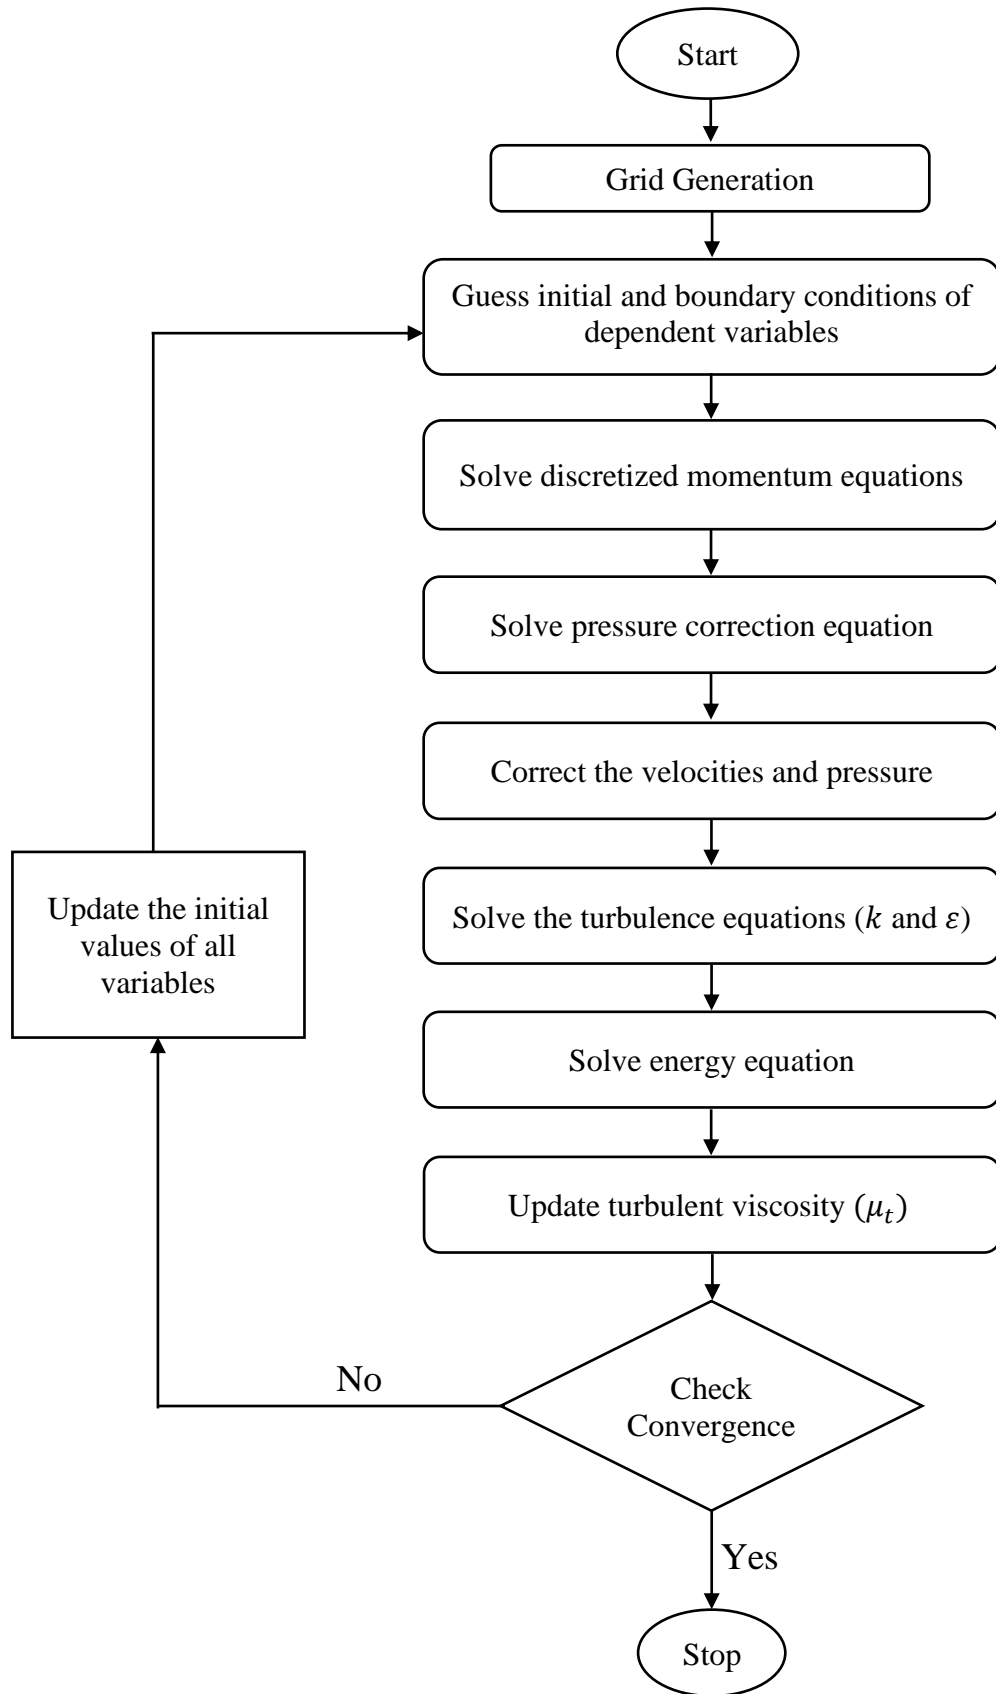 Start
Grid Generation
Guess initial and boundary conditions of
dependent variables
Solve discretized momentum equations
Solve pressure correction equation
Correct the velocities and pressure
Update the initial
values of all
variables
Solve the turbulence equations (𝑘 and 𝜀)
Solve energy equation
Update turbulent viscosity (𝜇ₜ)
No
Check
Convergence
Yes
Stop